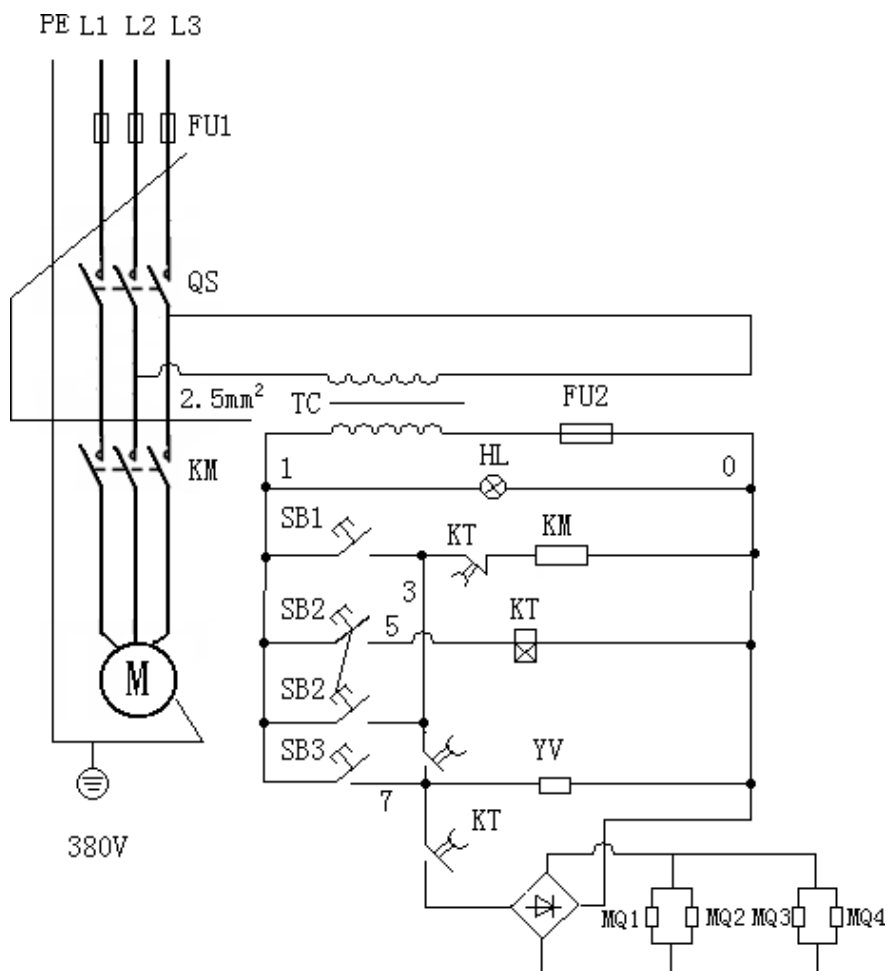 PE L1 L2 L3
FU1
QS
2.5mm²
TC
FU2
KM
1
HL
0
SB1
KT
KM
3
SB2
5
KT
M
SB2
SB3
YV
7
KT
380V
MQ1
MQ2
MQ3
MQ4